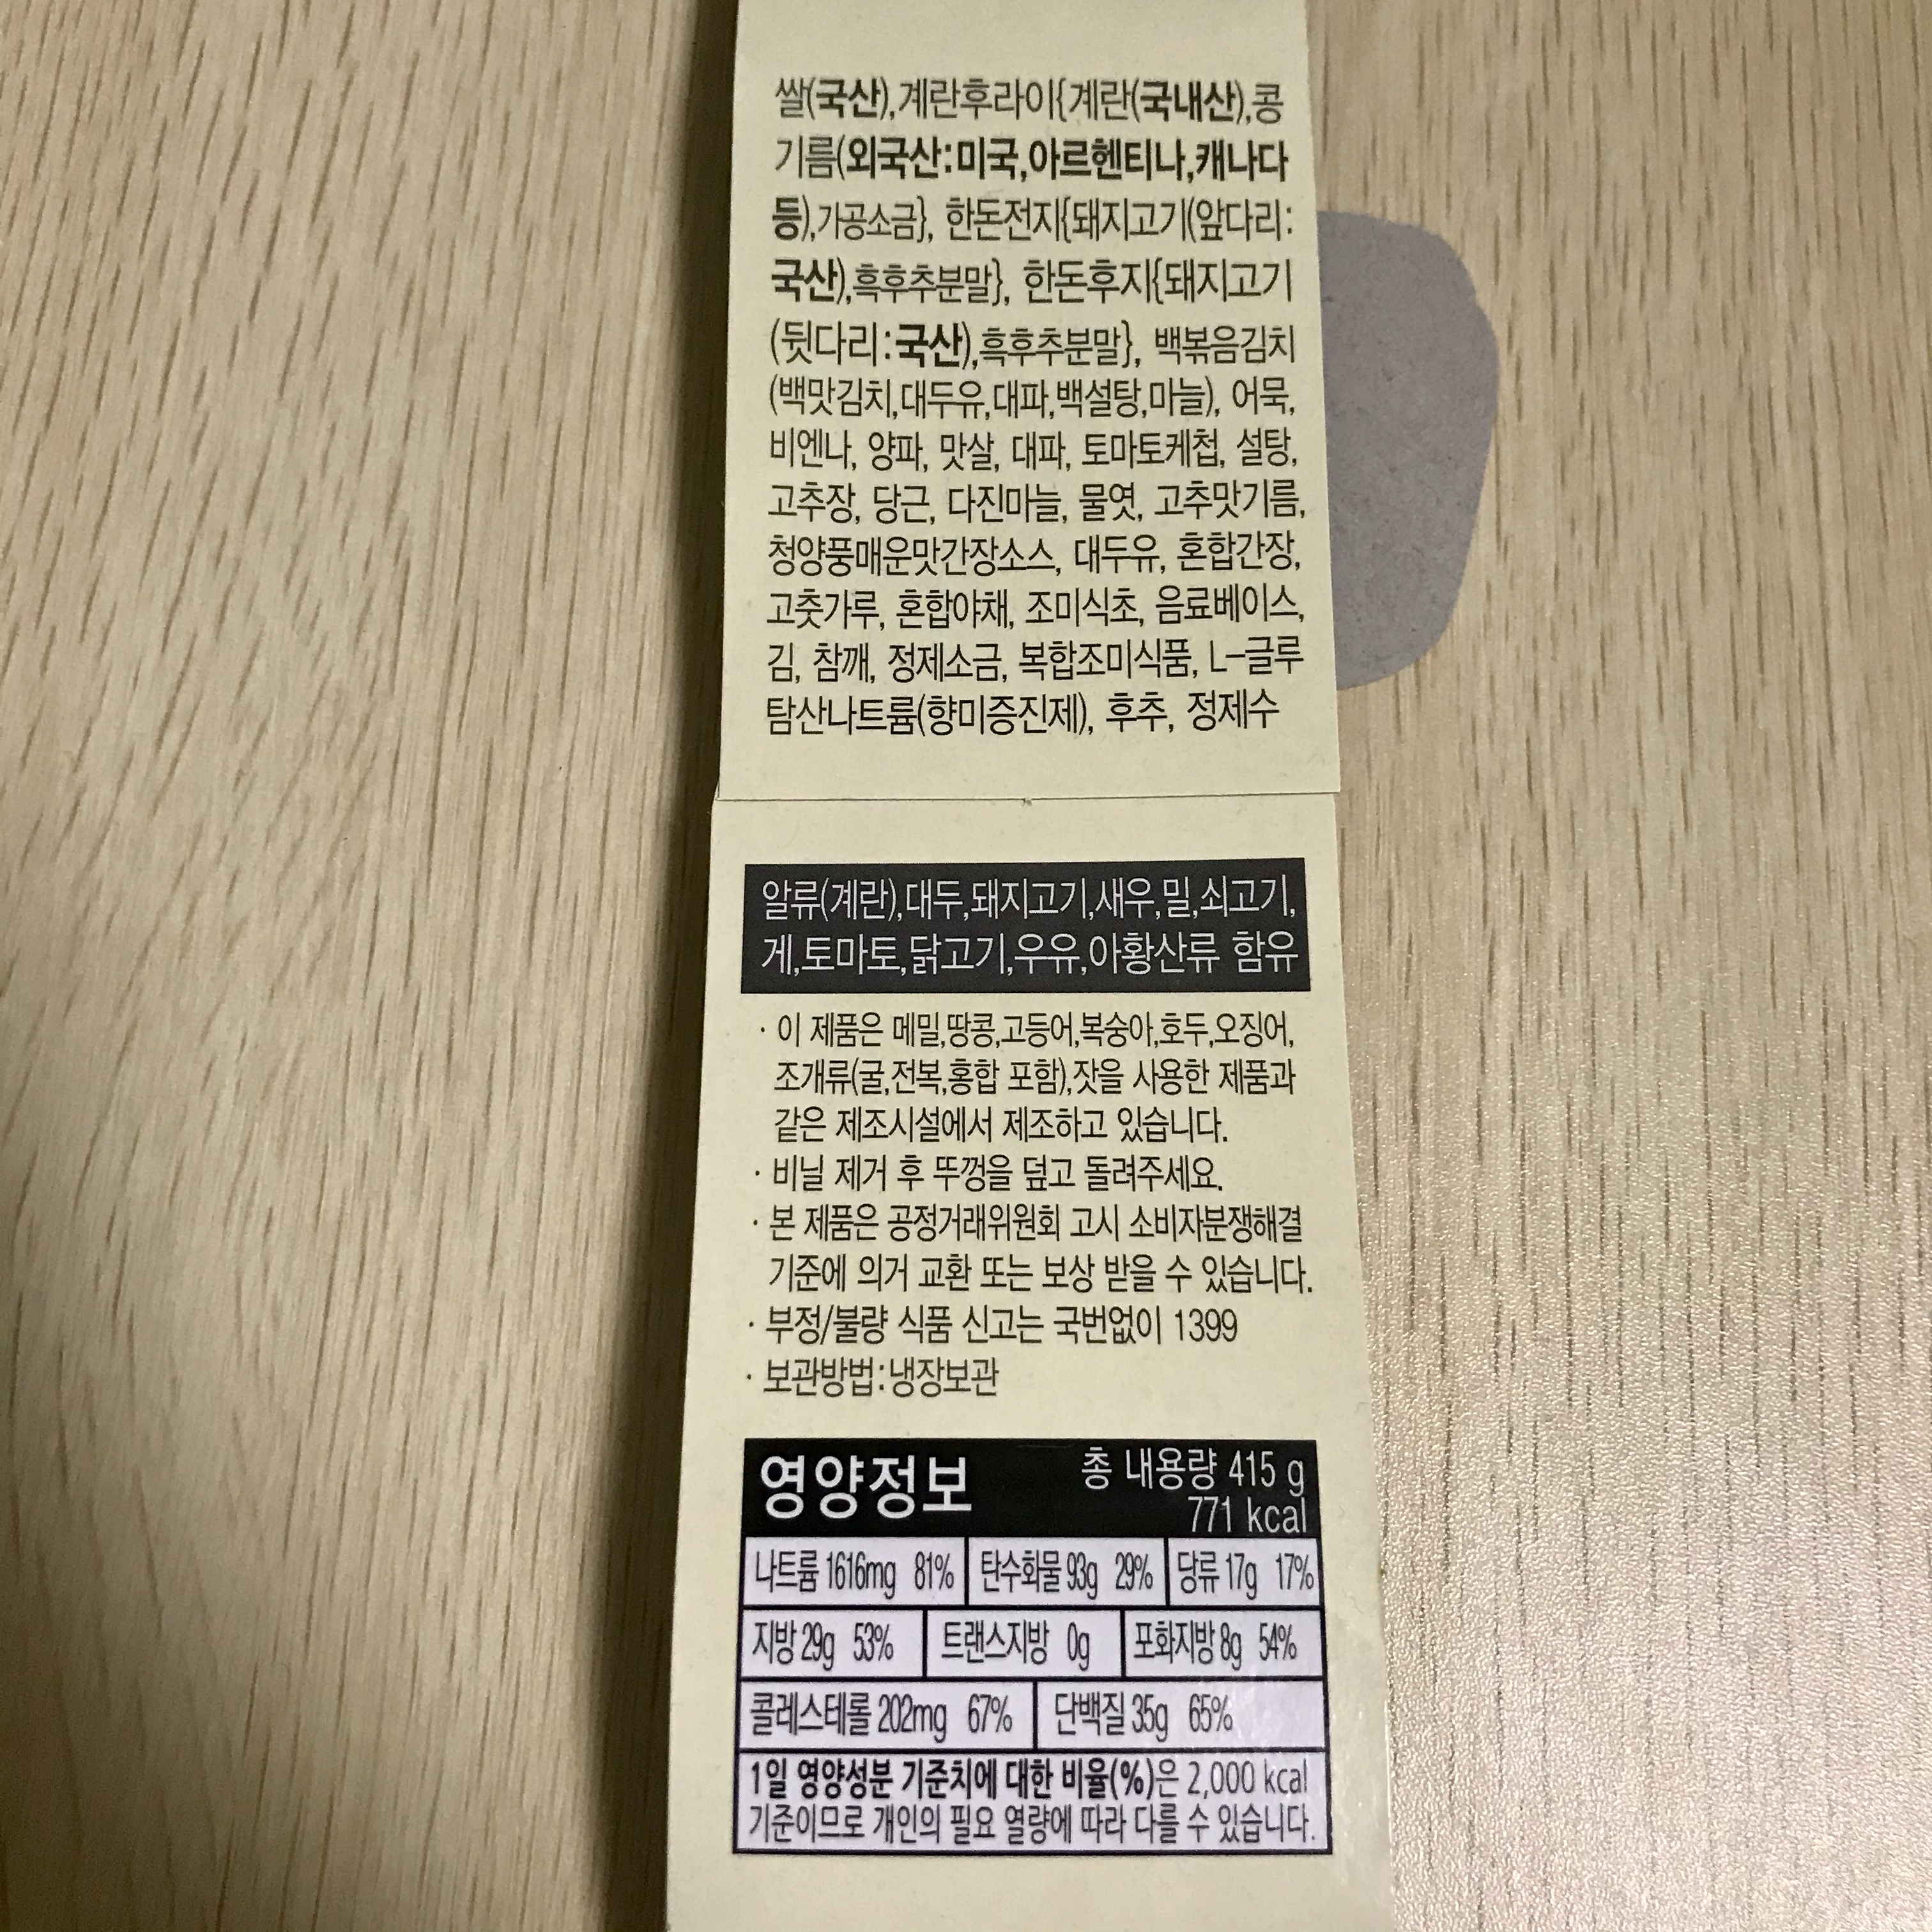 쌀(국산),계란후라이{계란(국내산),콩
기름(외국산:미국,아르헨티나,캐나다
등),가공소금}, 한돈전지{돼지고기(앞다리:
국산),흑후추분말}, 한돈후지{돼지고기
(뒷다리:국산),흑후추분말}, 백볶음김치
(백맛김치,대두유,대파,백설탕,마늘), 어묵,
비엔나, 양파, 맛살, 대파, 토마토케첩, 설탕,
고추장, 당근, 다진마늘, 물엿, 고추맛기름,
청양풍매운맛간장소스, 대두유, 혼합간장,
고춧가루, 혼합야채, 조미식초, 음료베이스,
김, 참깨, 정제소금, 복합조미식품, L-글루
탐산나트륨(향미증진제), 후추, 정제수
알류(계란),대두,돼지고기,새우,밀,쇠고기,
게,토마토,닭고기,우유,아황산류 함유
· 이 제품은 메밀,땅콩,고등어,복숭아,호두,오징어,
조개류(굴,전복,홍합 포함),잣을 사용한 제품과
같은 제조시설에서 제조하고 있습니다.
· 비닐 제거 후 뚜껑을 덮고 돌려주세요.
· 본 제품은 공정거래위원회 고시 소비자분쟁해결
기준에 의거 교환 또는 보상 받을 수 있습니다.
· 부정/불량 식품 신고는 국번없이 1399
· 보관방법:냉장보관
영양정보 총 내용량 415 g
771 kcal
나트륨 1616mg 81% 탄수화물 93g 29% 당류 17g 17%
지방 29g 53% 트랜스지방 0g 포화지방 8g 54%
콜레스테롤 202mg 67% 단백질 35g 65%
1일 영양성분 기준치에 대한 비율(%)은 2,000 kcal
기준이므로 개인의 필요 열량에 따라 다를 수 있습니다.